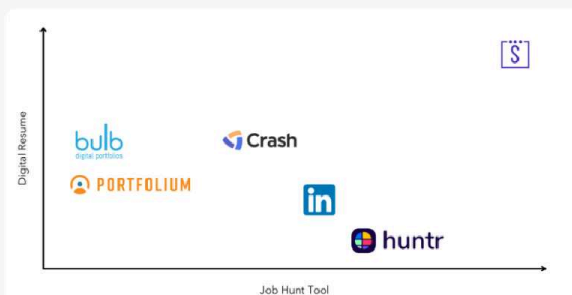 S
Digital Resume
bulb
digital portfolios
Crash
PORTFOLIUM
in
huntr
Job Hunt Tool